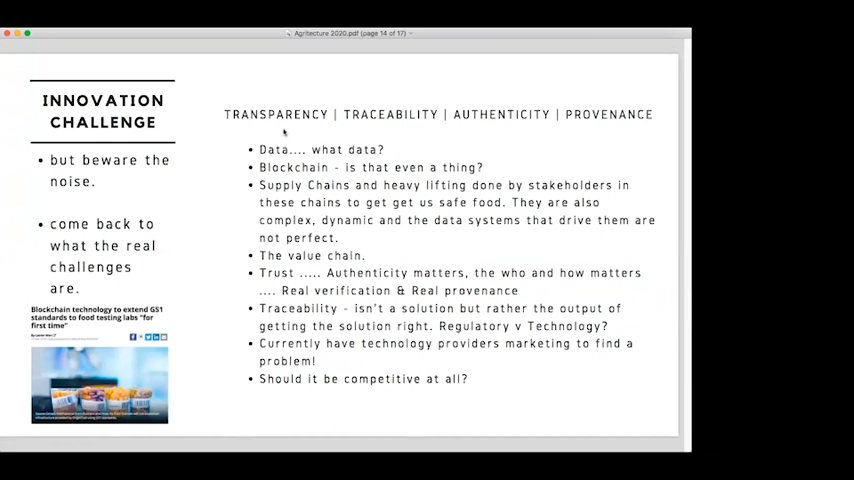 Agritecture 2020.pdf (page 14 of 17)
INNOVATION
CHALLENGE
• but beware the
noise.
• come back to
what the real
challenges
are.
Blockchain technology to extend GS1
standards to food testing labs "for
first time"
TRANSPARENCY | TRACEABILITY | AUTHENTICITY | PROVENANCE
• Data.... what data?
• Blockchain - is that even a thing?
• Supply Chains and heavy lifting done by stakeholders in
these chains to get get us safe food. They are also
complex, dynamic and the data systems that drive them are
not perfect.
• The value chain.
• Trust ..... Authenticity matters, the who and how matters
.... Real verification & Real provenance
• Traceability - isn't a solution but rather the output of
getting the solution right. Regulatory v Technology?
• Currently have technology providers marketing to find a
problem!
• Should it be competitive at all?